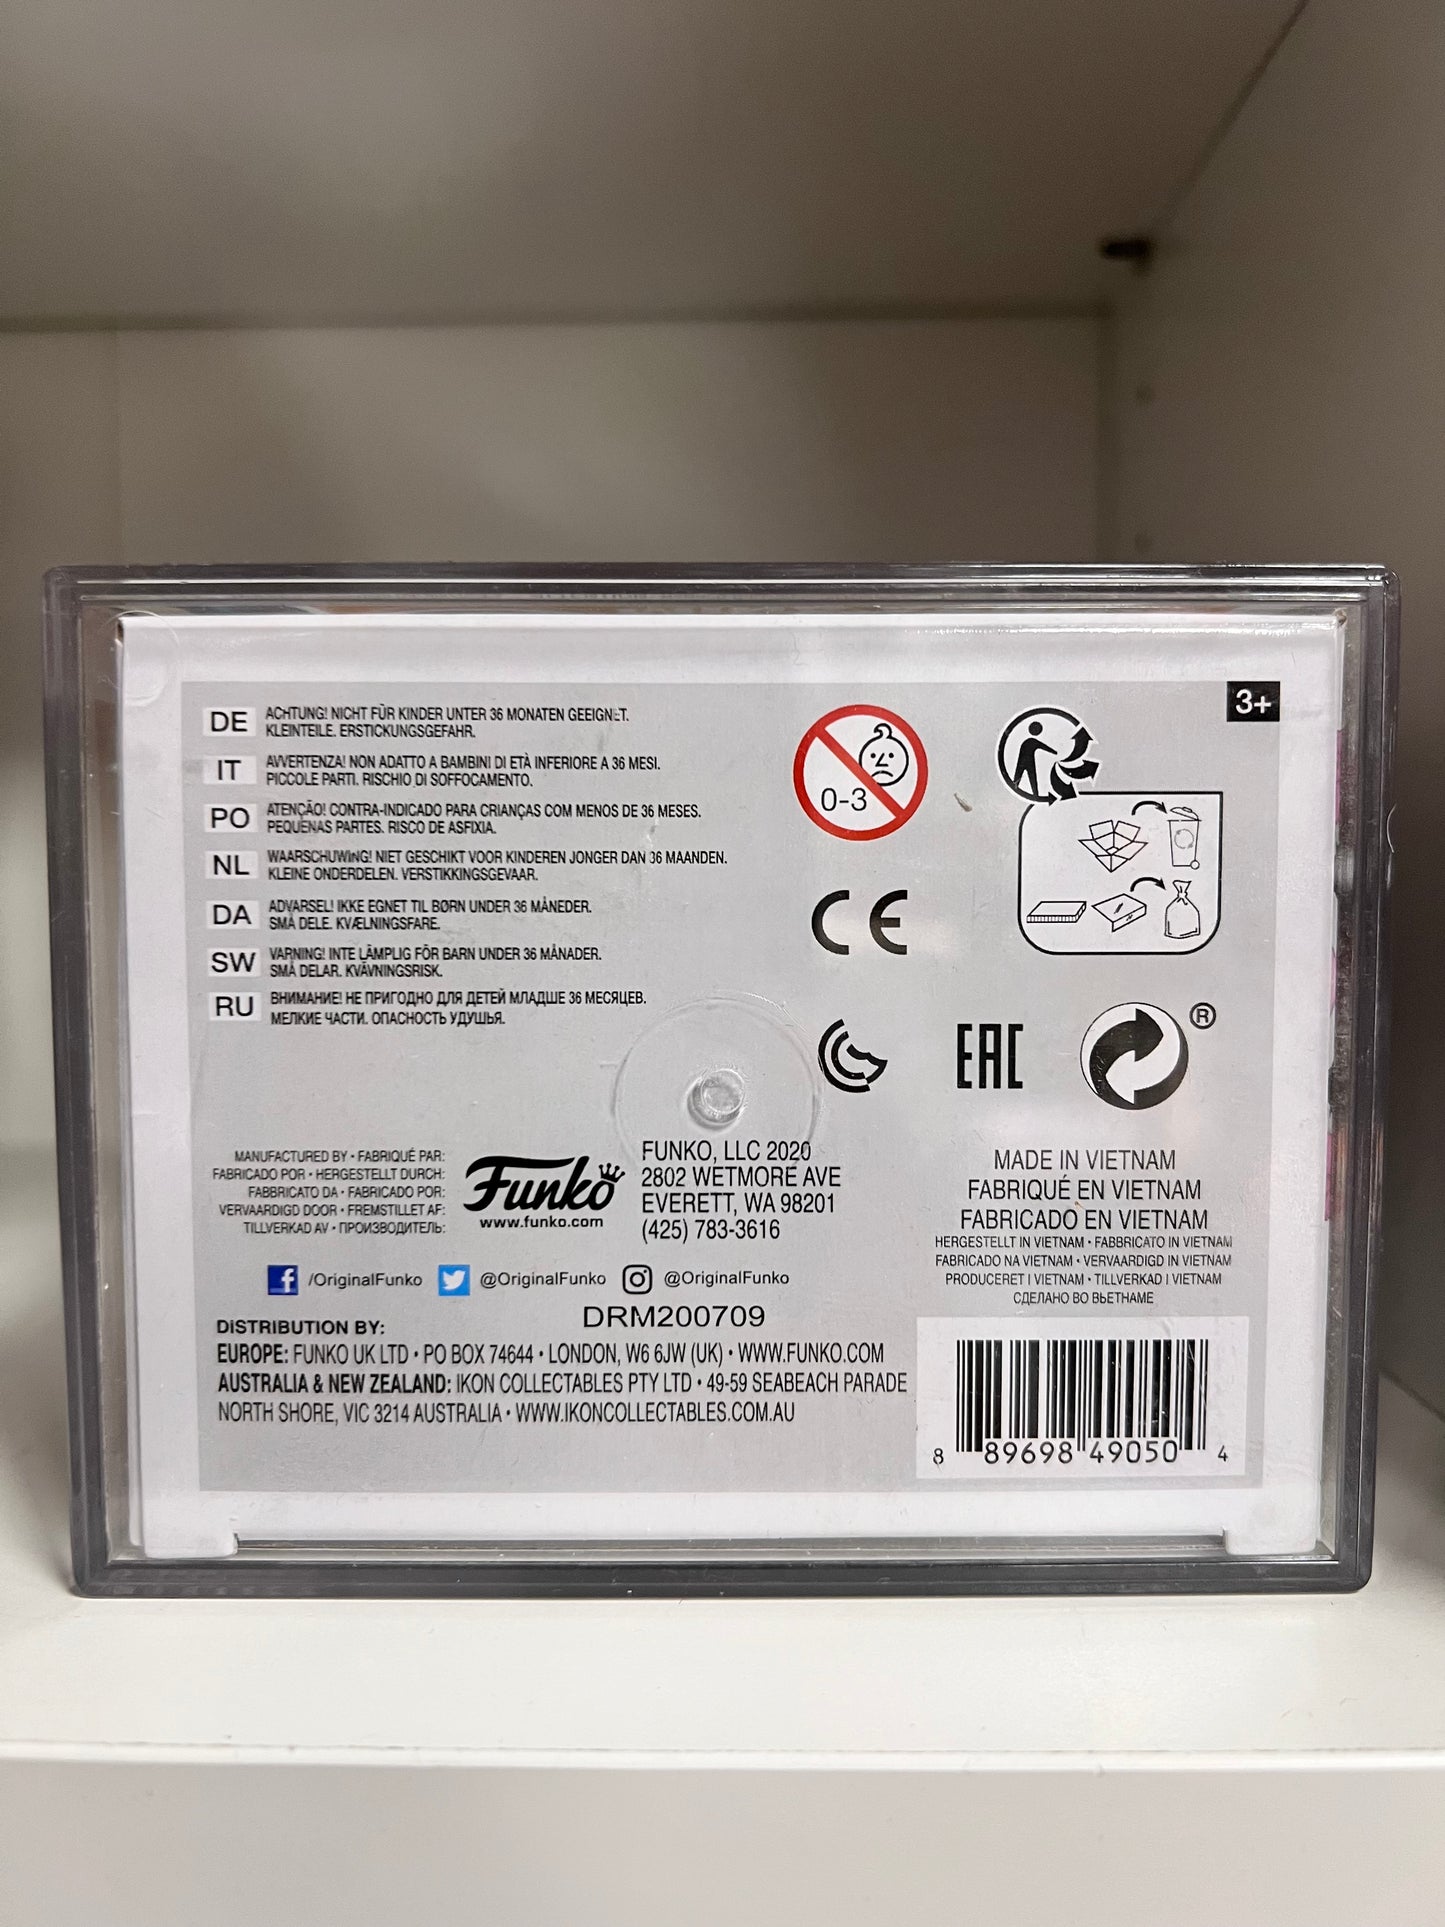 3+
DE ACHTUNG! NICHT FÜR KINDER UNTER 36 MONATEN GEEIGNET.
KLEINTEILE. ERSTICKUNGSGEFAHR.
IT AVVERTENZA! NON ADATTO A BAMBINI DI ETÀ INFERIORE A 36 MESI.
PICCOLE PARTI. RISCHIO DI SOFFOCAMENTO.
PO ATENÇÃO! CONTRA-INDICADO PARA CRIANÇAS COM MENOS DE 36 MESES.
PEQUENAS PARTES. RISCO DE ASFIXIA.
NL WAARSCHUWING! NIET GESCHIKT VOOR KINDEREN JONGER DAN 36 MAANDEN.
KLEINE ONDERDELEN. VERSTIKKINGSGEVAAR.
DA ADVARSEL! IKKE EGNET TIL BØRN UNDER 36 MÅNEDER.
SMÅ DELE. KVÆLNINGSFARE.
SW VARNING! INTE LÄMPLIG FÖR BARN UNDER 36 MÅNADER.
SMÅ DELAR. KVÄVNINGSRISK.
RU ВНИМАНИЕ! НЕ ПРИГОДНО ДЛЯ ДЕТЕЙ МЛАДШЕ 36 МЕСЯЦЕВ.
МЕЛКИЕ ЧАСТИ. ОПАСНОСТЬ УДУШЬЯ.
0-3
CE
EAC
®
MANUFACTURED BY • FABRIQUÉ PAR:
FABRICADO POR • HERGESTELLT DURCH:
FABBRICATO DA • FABRICADO POR:
VERVAARDIGD DOOR • FREMSTILLET AF:
TILLVERKAD AV • ПРОИЗВОДИТЕЛЬ:
Funko
www.funko.com
FUNKO, LLC 2020
2802 WETMORE AVE
EVERETT, WA 98201
(425) 783-3616
MADE IN VIETNAM
FABRIQUÉ EN VIETNAM
FABRICADO EN VIETNAM
HERGESTELLT IN VIETNAM • FABBRICATO IN VIETNAM
FABRICADO NA VIETNAM • VERVAARDIGD IN VIETNAM
PRODUCERET I VIETNAM • TILLVERKAD I VIETNAM
СДЕЛАНО ВО ВЬЕТНАМЕ
f /OriginalFunko @OriginalFunko @OriginalFunko
DRM200709
DISTRIBUTION BY:
EUROPE: FUNKO UK LTD • PO BOX 74644 • LONDON, W6 6JW (UK) • WWW.FUNKO.COM
AUSTRALIA & NEW ZEALAND: IKON COLLECTABLES PTY LTD • 49-59 SEABEACH PARADE
NORTH SHORE, VIC 3214 AUSTRALIA • WWW.IKONCOLLECTABLES.COM.AU
8 89698 49050 4